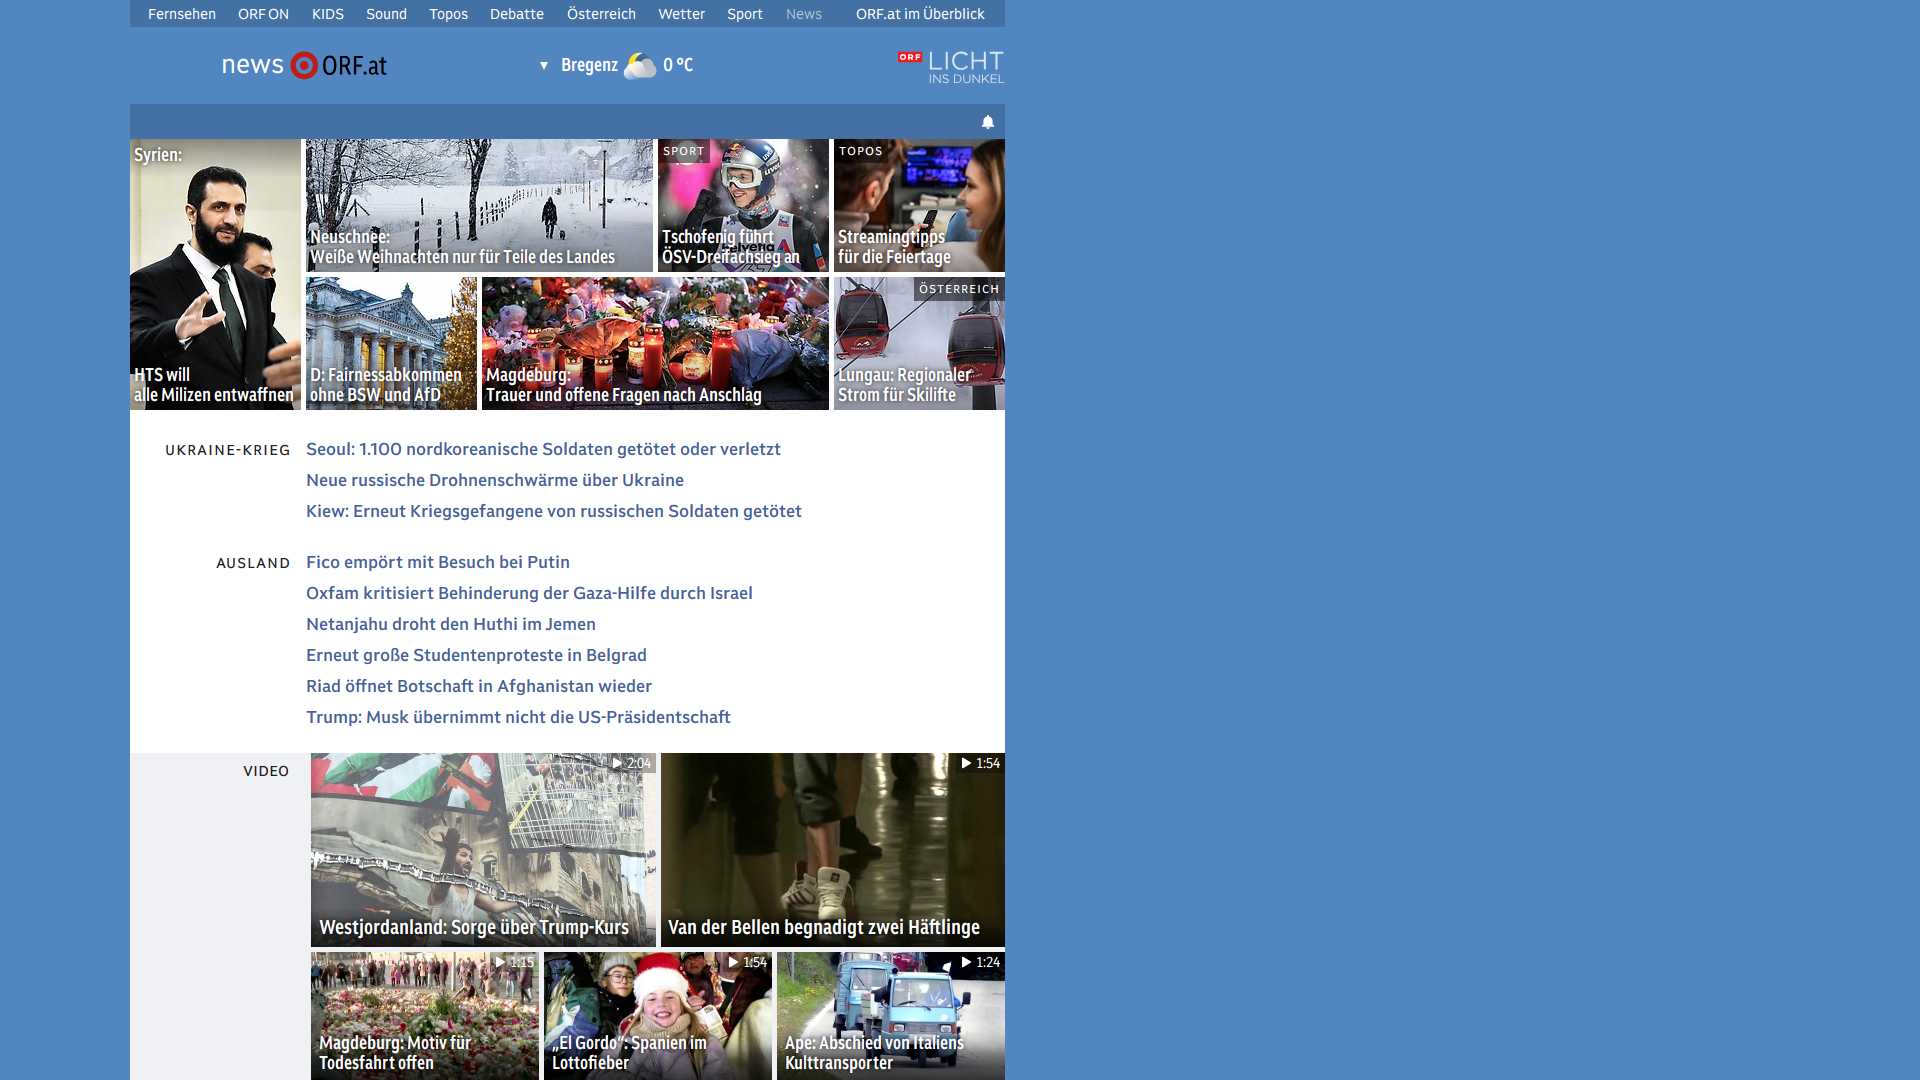 Fernsehen ORF ON KIDS Sound Topos Debatte Österreich Wetter Sport News ORF.at im Überblick
news ORF.at
Bregenz 0 °C
ORF LICHT
INS DUNKEL
Syrien:
HTS will
alle Milizen entwaffnen
Neuschnee:
Weiße Weihnachten nur für Teile des Landes
SPORT
Tschofenig führt
ÖSV-Dreifachsieg an
TOPOS
Streamingtipps
für die Feiertage
D: Fairnessabkommen
ohne BSW und AfD
Magdeburg:
Trauer und offene Fragen nach Anschlag
ÖSTERREICH
Lungau: Regionaler
Strom für Skilifte
UKRAINE-KRIEG
Seoul: 1.100 nordkoreanische Soldaten getötet oder verletzt
Neue russische Drohnenschwärme über Ukraine
Kiew: Erneut Kriegsgefangene von russischen Soldaten getötet
AUSLAND
Fico empört mit Besuch bei Putin
Oxfam kritisiert Behinderung der Gaza-Hilfe durch Israel
Netanjahu droht den Huthi im Jemen
Erneut große Studentenproteste in Belgrad
Riad öffnet Botschaft in Afghanistan wieder
Trump: Musk übernimmt nicht die US-Präsidentschaft
VIDEO
2:04
Westjordanland: Sorge über Trump-Kurs
1:54
Van der Bellen begnadigt zwei Häftlinge
1:15
Magdeburg: Motiv für
Todesfahrt offen
1:54
„El Gordo“: Spanien im
Lottofieber
1:24
Ape: Abschied von Italiens
Kulttransporter